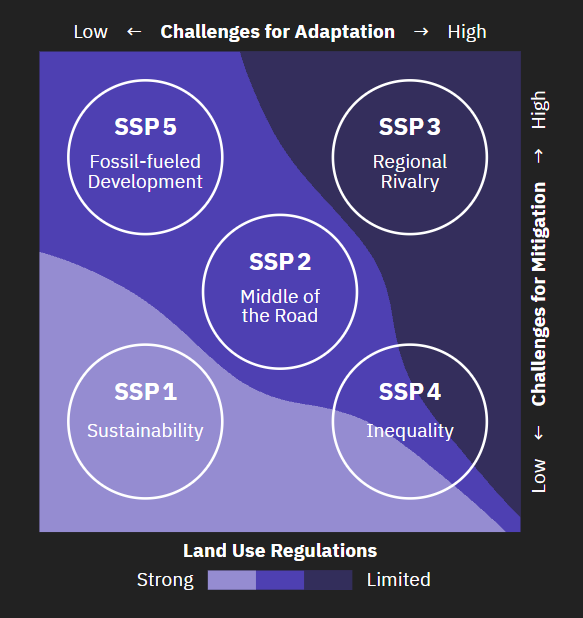 Low ← Challenges for Adaptation → High
SSP 5
Fossil-fueled
Development
SSP 3
Regional
Rivalry
SSP 2
Middle of
the Road
SSP 1
Sustainability
SSP 4
Inequality
Low ← Challenges for Mitigation → High
Land Use Regulations
Strong
Limited